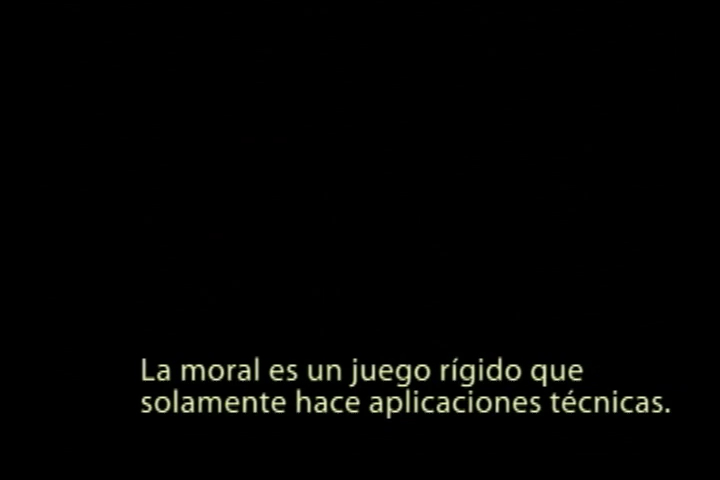 La moral es un juego rígido que
solamente hace aplicaciones técnicas.